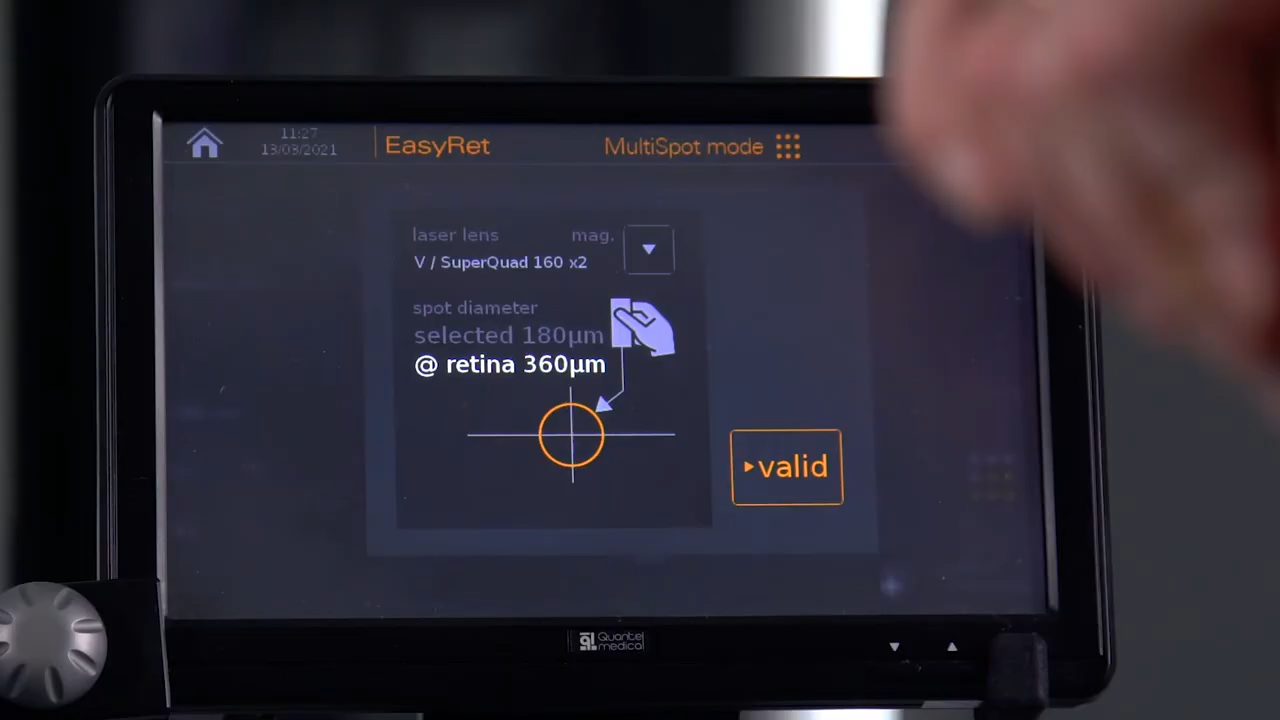 11:27
13/03/2021
EasyRet
MultiSpot mode
laser lens mag.
V / SuperQuad 160 x2
spot diameter
selected 180µm
@ retina 360µm
valid
Quantel
medical